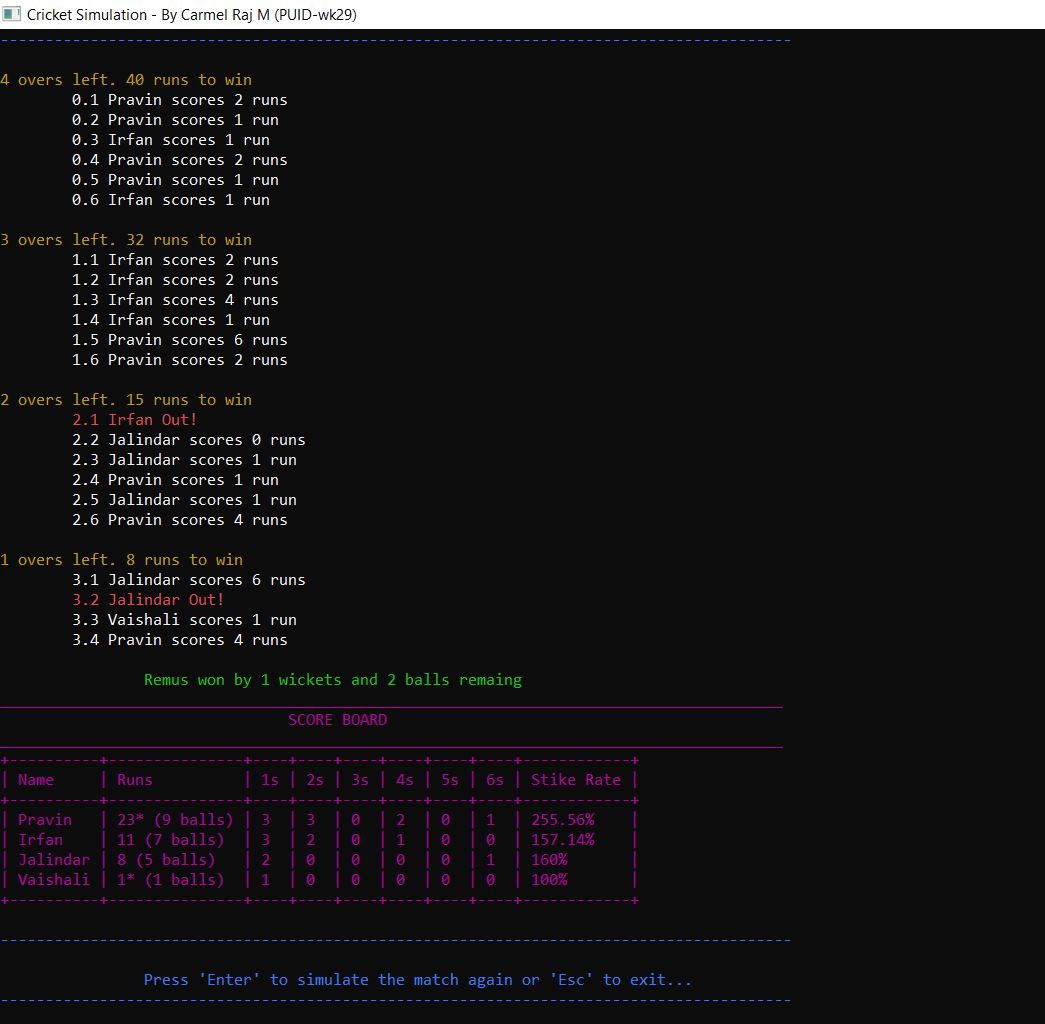 Cricket Simulation - By Carmel Raj M (PUID-wk29)
----------------------------------------------------------------------------------------
4 overs left. 40 runs to win
0.1 Pravin scores 2 runs
0.2 Pravin scores 1 run
0.3 Irfan scores 1 run
0.4 Pravin scores 2 runs
0.5 Pravin scores 1 run
0.6 Irfan scores 1 run
3 overs left. 32 runs to win
1.1 Irfan scores 2 runs
1.2 Irfan scores 2 runs
1.3 Irfan scores 4 runs
1.4 Irfan scores 1 run
1.5 Pravin scores 6 runs
1.6 Pravin scores 2 runs
2 overs left. 15 runs to win
2.1 Irfan Out!
2.2 Jalindar scores 0 runs
2.3 Jalindar scores 1 run
2.4 Pravin scores 1 run
2.5 Jalindar scores 1 run
2.6 Pravin scores 4 runs
1 overs left. 8 runs to win
3.1 Jalindar scores 6 runs
3.2 Jalindar Out!
3.3 Vaishali scores 1 run
3.4 Pravin scores 4 runs
Remus won by 1 wickets and 2 balls remaing
SCORE BOARD
+----------+---------------+----+----+----+----+----+----+------------+
| Name     | Runs          | 1s | 2s | 3s | 4s | 5s | 6s | Stike Rate |
+----------+---------------+----+----+----+----+----+----+------------+
| Pravin   | 23* (9 balls) | 3  | 3  | 0  | 2  | 0  | 1  | 255.56%    |
| Irfan    | 11 (7 balls)  | 3  | 2  | 0  | 1  | 0  | 0  | 157.14%    |
| Jalindar | 8 (5 balls)   | 2  | 0  | 0  | 0  | 0  | 1  | 160%       |
| Vaishali | 1* (1 balls)  | 1  | 0  | 0  | 0  | 0  | 0  | 100%       |
+----------+---------------+----+----+----+----+----+----+------------+
----------------------------------------------------------------------------------------
Press 'Enter' to simulate the match again or 'Esc' to exit...
----------------------------------------------------------------------------------------